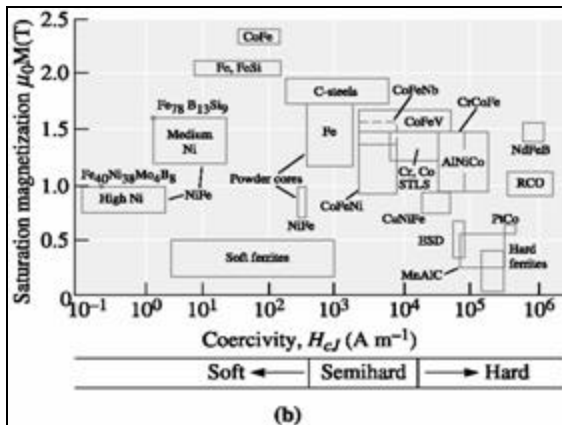 Saturation magnetization μ₀M(T)
2.5
2.0
1.5
1.0
0.5
0
CoFe
Fe, FeSi
C-steels
CoFeNb
CrCoFe
Fe₇₈ B₁₃Si₉
Medium
Ni
Fe
CoFeV
NdFeB
Fe₄₀Ni₃₈Mo₄B₈
Powder cores
Cr, Co
STLS
AlNiCo
High Ni
NiFe
NiFe
CoFeNi
CuNiFe
RCO
PtCo
ESD
Soft ferrites
Hard
ferrites
MnAlC
10⁻¹ 10⁰ 10¹ 10² 10³ 10⁴ 10⁵ 10⁶
Coercivity, H_cJ (A m⁻¹)
Soft Semihard Hard
(b)